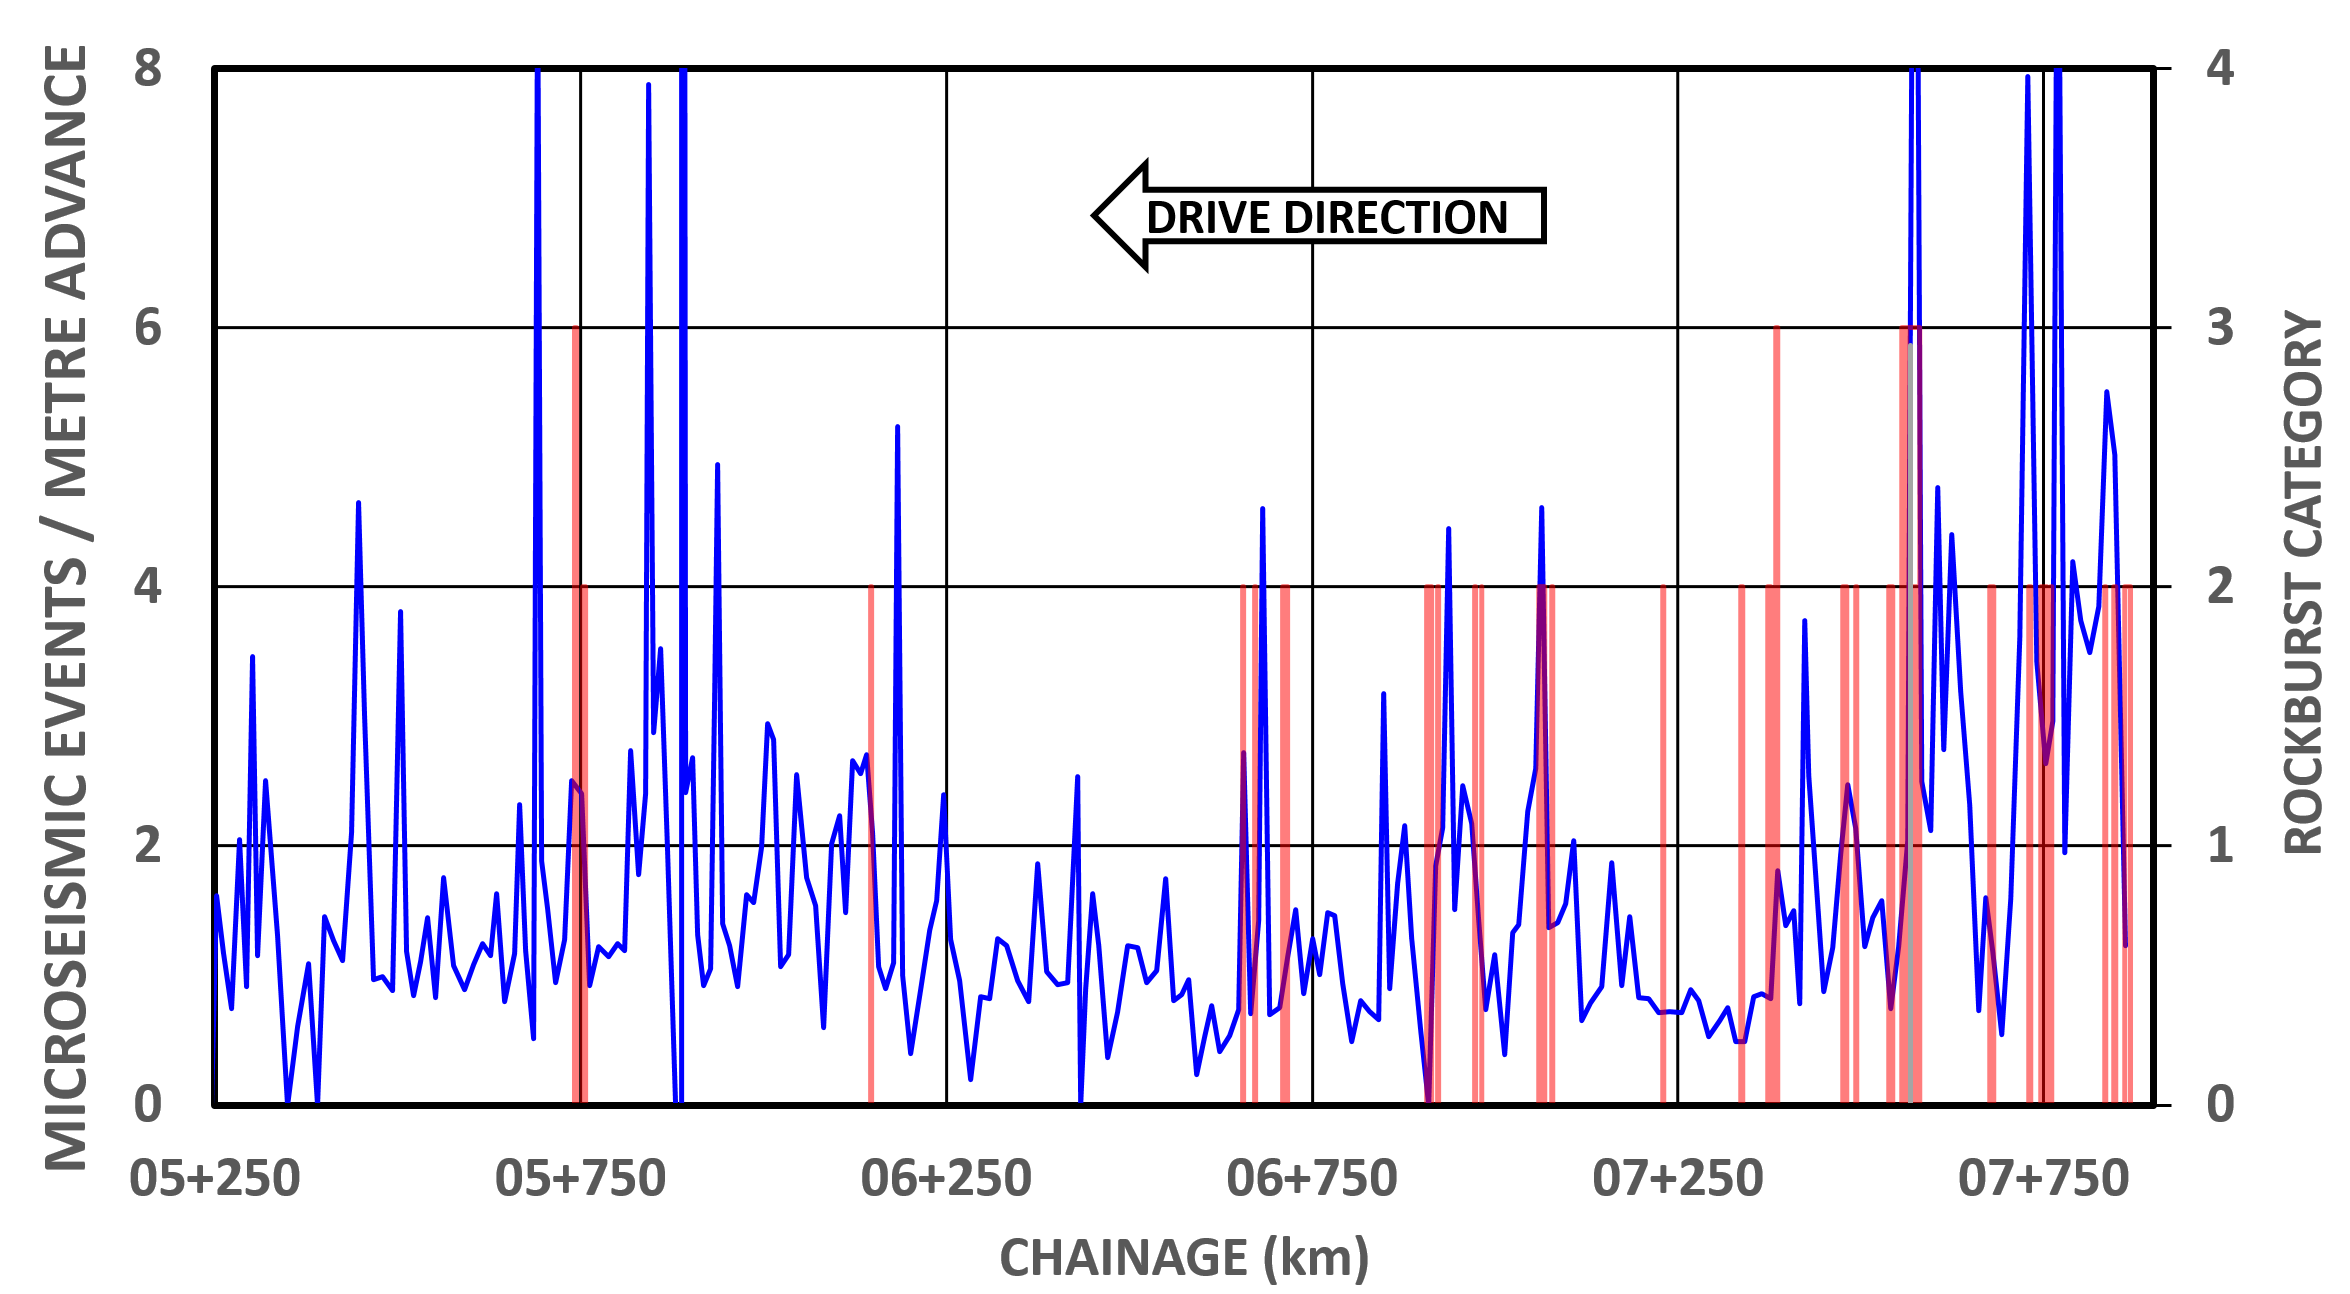 MICROSEISMIC EVENTS / METRE ADVANCE
8
6
4
2
0
DRIVE DIRECTION
4
3
2
1
0
ROCKBURST CATEGORY
05+250 05+750 06+250 06+750 07+250 07+750
CHAINAGE (km)